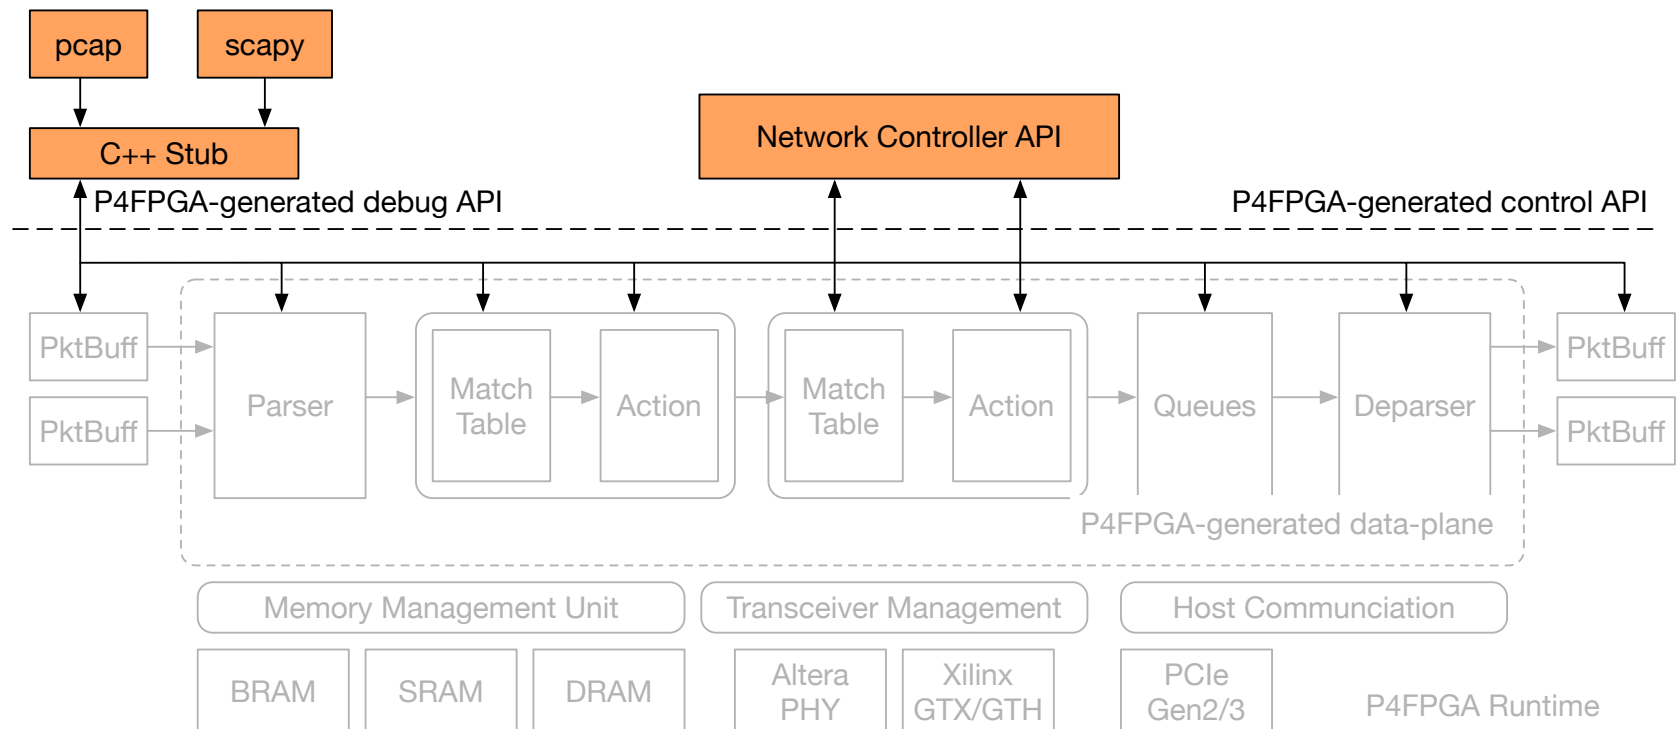 pcap
scapy
C++ Stub
Network Controller API
P4FPGA-generated debug API
P4FPGA-generated control API
PktBuff
PktBuff
Parser
Match
Table
Action
Match
Table
Action
Queues
Deparser
PktBuff
PktBuff
P4FPGA-generated data-plane
Memory Management Unit
Transceiver Management
Host Communciation
BRAM
SRAM
DRAM
Altera
PHY
Xilinx
GTX/GTH
PCIe
Gen2/3
P4FPGA Runtime